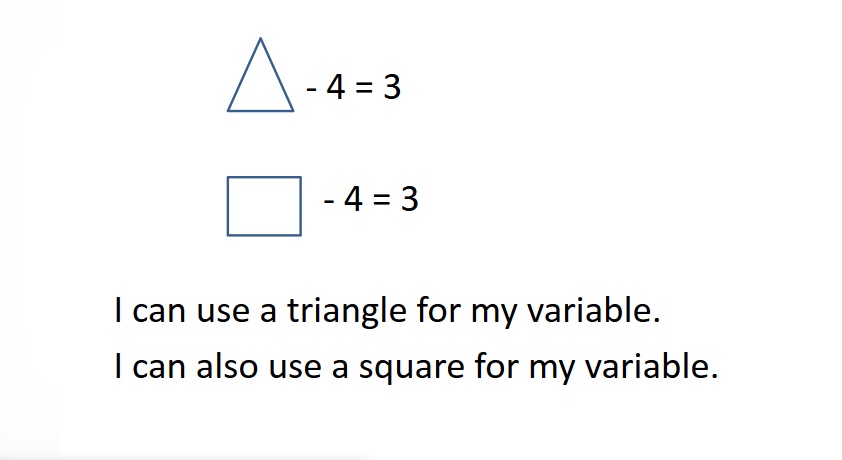 - 4 = 3
- 4 = 3
I can use a triangle for my variable.
I can also use a square for my variable.